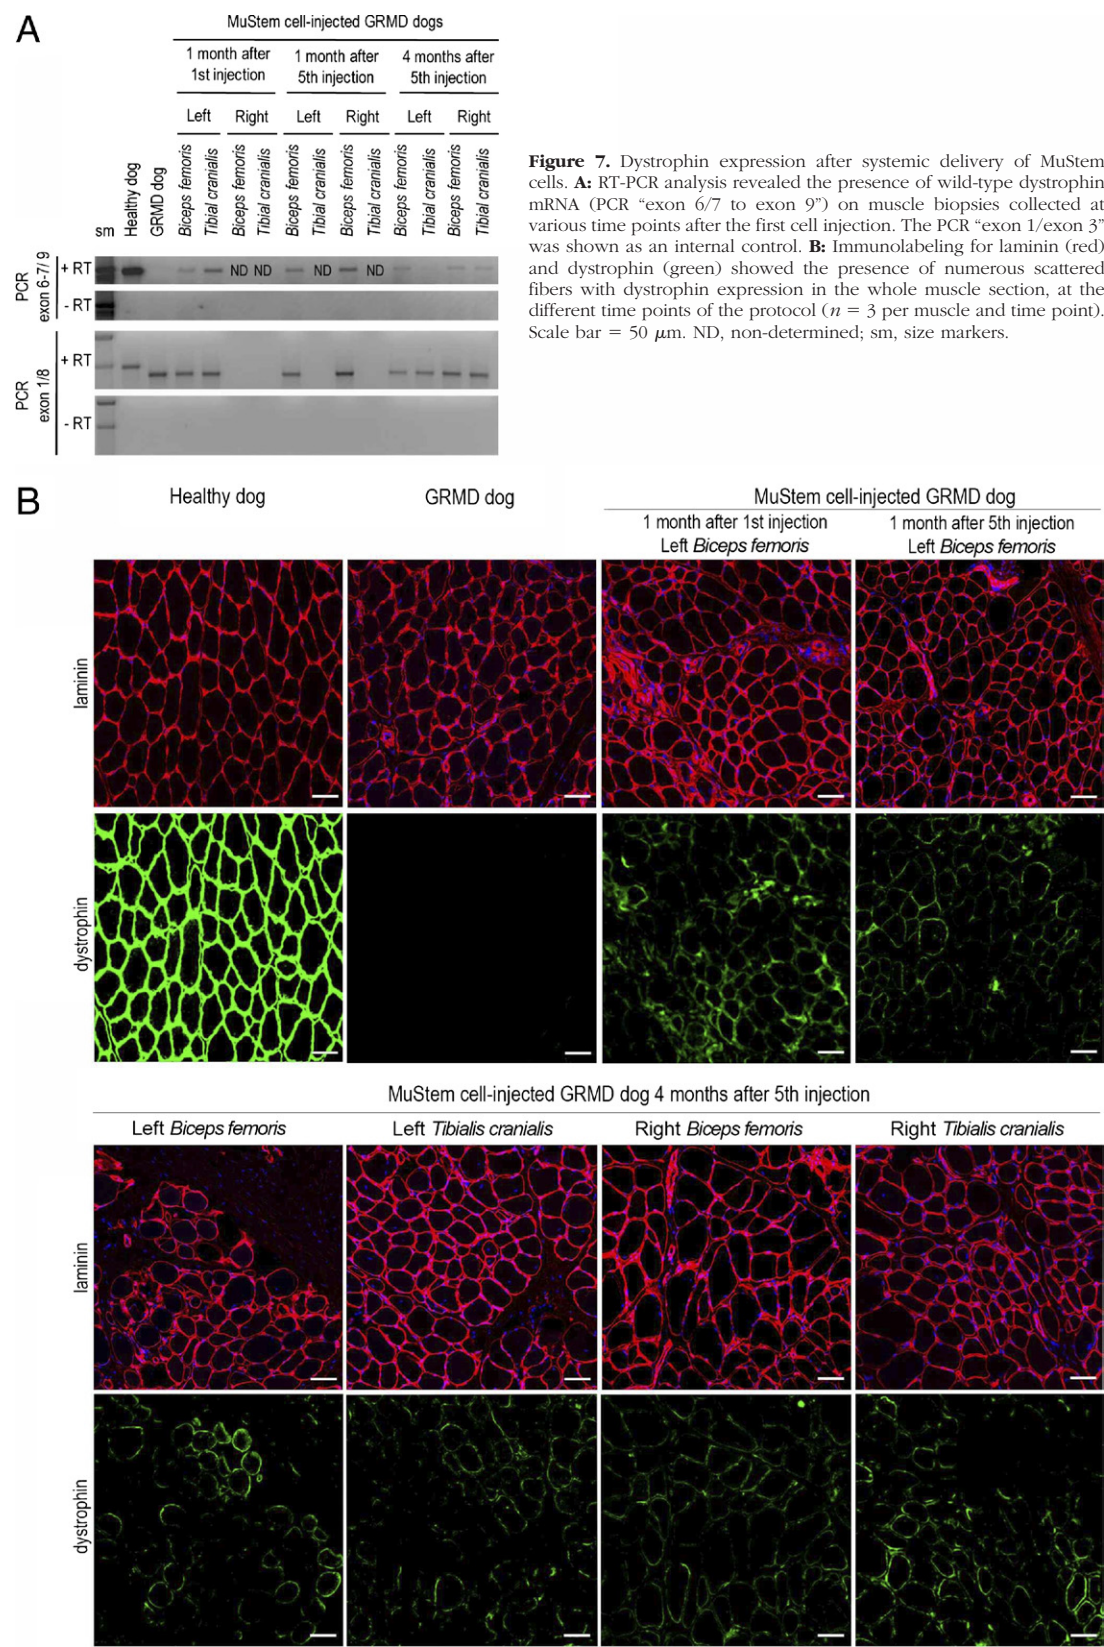 A
MuStem cell-injected GRMD dogs
1 month after
1st injection
1 month after
5th injection
4 months after
5th injection
Left
Right
Left
Right
Left
Right
sm
Healthy dog
GRMD dog
Biceps femoris
Tibial cranialis
Biceps femoris
Tibial cranialis
Biceps femoris
Tibial cranialis
Biceps femoris
Tibial cranialis
Biceps femoris
Tibial cranialis
Biceps femoris
Tibial cranialis
PCR
exon 6-7/ 9
+ RT
ND ND ND ND
- RT
PCR
exon 1/8
+ RT
- RT
Figure 7. Dystrophin expression after systemic delivery of MuStem
cells. A: RT-PCR analysis revealed the presence of wild-type dystrophin
mRNA (PCR “exon 6/7 to exon 9”) on muscle biopsies collected at
various time points after the first cell injection. The PCR “exon 1/exon 3”
was shown as an internal control. B: Immunolabeling for laminin (red)
and dystrophin (green) showed the presence of numerous scattered
fibers with dystrophin expression in the whole muscle section, at the
different time points of the protocol (n = 3 per muscle and time point).
Scale bar = 50 μm. ND, non-determined; sm, size markers.
B
Healthy dog
GRMD dog
MuStem cell-injected GRMD dog
1 month after 1st injection
Left Biceps femoris
1 month after 5th injection
Left Biceps femoris
laminin
dystrophin
MuStem cell-injected GRMD dog 4 months after 5th injection
Left Biceps femoris
Left Tibialis cranialis
Right Biceps femoris
Right Tibialis cranialis
laminin
dystrophin